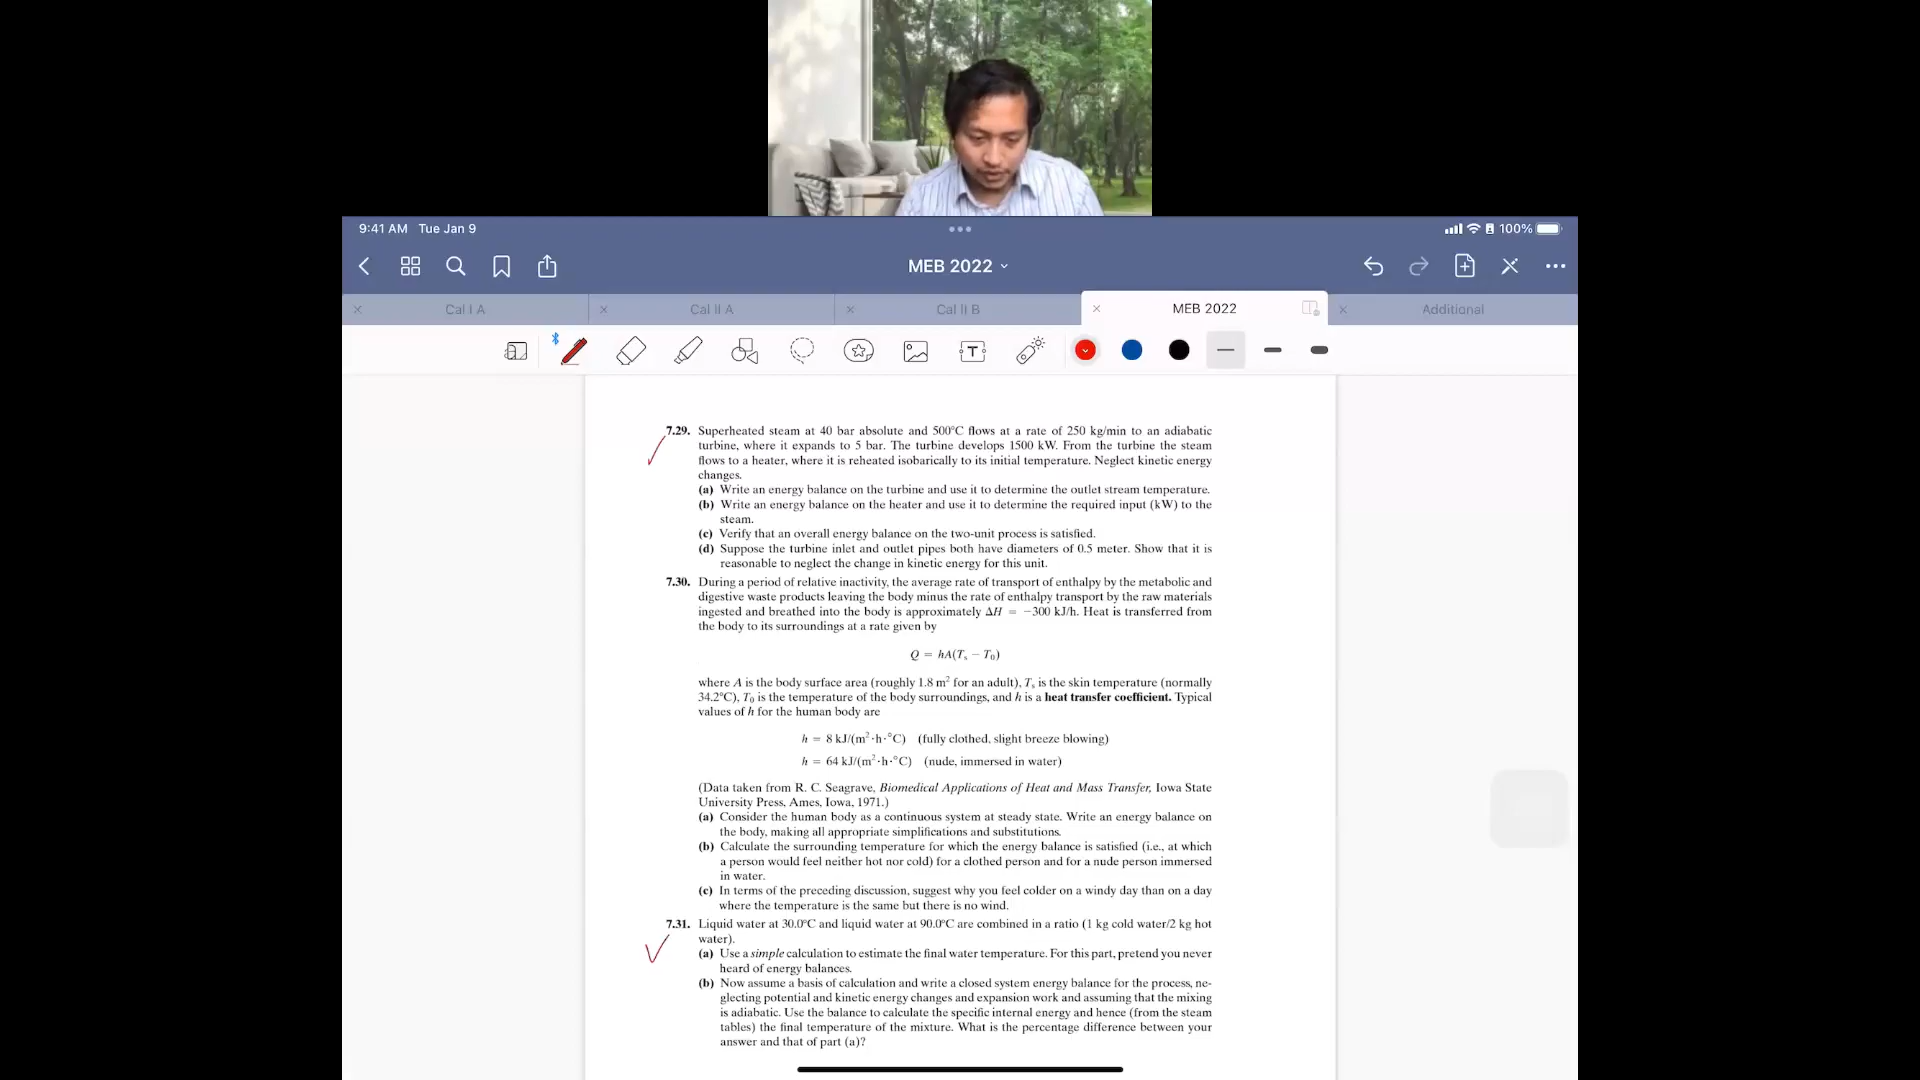 9:41 AM Tue Jan 9
100%
MEB 2022
Cal I A
Cal II A
Cal II B
MEB 2022
Additional
7.29. Superheated steam at 40 bar absolute and 500°C flows at a rate of 250 kg/min to an adiabatic
turbine, where it expands to 5 bar. The turbine develops 1500 kW. From the turbine the steam
flows to a heater, where it is reheated isobarically to its initial temperature. Neglect kinetic energy
changes.
(a) Write an energy balance on the turbine and use it to determine the outlet stream temperature.
(b) Write an energy balance on the heater and use it to determine the required input (kW) to the
steam.
(c) Verify that an overall energy balance on the two-unit process is satisfied.
(d) Suppose the turbine inlet and outlet pipes both have diameters of 0.5 meter. Show that it is
reasonable to neglect the change in kinetic energy for this unit.
7.30. During a period of relative inactivity, the average rate of transport of enthalpy by the metabolic and
digestive waste products leaving the body minus the rate of enthalpy transport by the raw materials
ingested and breathed into the body is approximately ΔH = −300 kJ/h. Heat is transferred from
the body to its surroundings at a rate given by
Q = hA(Tₛ − T₀)
where A is the body surface area (roughly 1.8 m² for an adult), Tₛ is the skin temperature (normally
34.2°C), T₀ is the temperature of the body surroundings, and h is a heat transfer coefficient. Typical
values of h for the human body are
h = 8 kJ/(m²·h·°C) (fully clothed, slight breeze blowing)
h = 64 kJ/(m²·h·°C) (nude, immersed in water)
(Data taken from R. C. Seagrave, Biomedical Applications of Heat and Mass Transfer, Iowa State
University Press, Ames, Iowa, 1971.)
(a) Consider the human body as a continuous system at steady state. Write an energy balance on
the body, making all appropriate simplifications and substitutions.
(b) Calculate the surrounding temperature for which the energy balance is satisfied (i.e., at which
a person would feel neither hot nor cold) for a clothed person and for a nude person immersed
in water.
(c) In terms of the preceding discussion, suggest why you feel colder on a windy day than on a day
where the temperature is the same but there is no wind.
7.31. Liquid water at 30.0°C and liquid water at 90.0°C are combined in a ratio (1 kg cold water/2 kg hot
water).
(a) Use a simple calculation to estimate the final water temperature. For this part, pretend you never
heard of energy balances.
(b) Now assume a basis of calculation and write a closed system energy balance for the process, ne-
glecting potential and kinetic energy changes and expansion work and assuming that the mixing
is adiabatic. Use the balance to calculate the specific internal energy and hence (from the steam
tables) the final temperature of the mixture. What is the percentage difference between your
answer and that of part (a)?